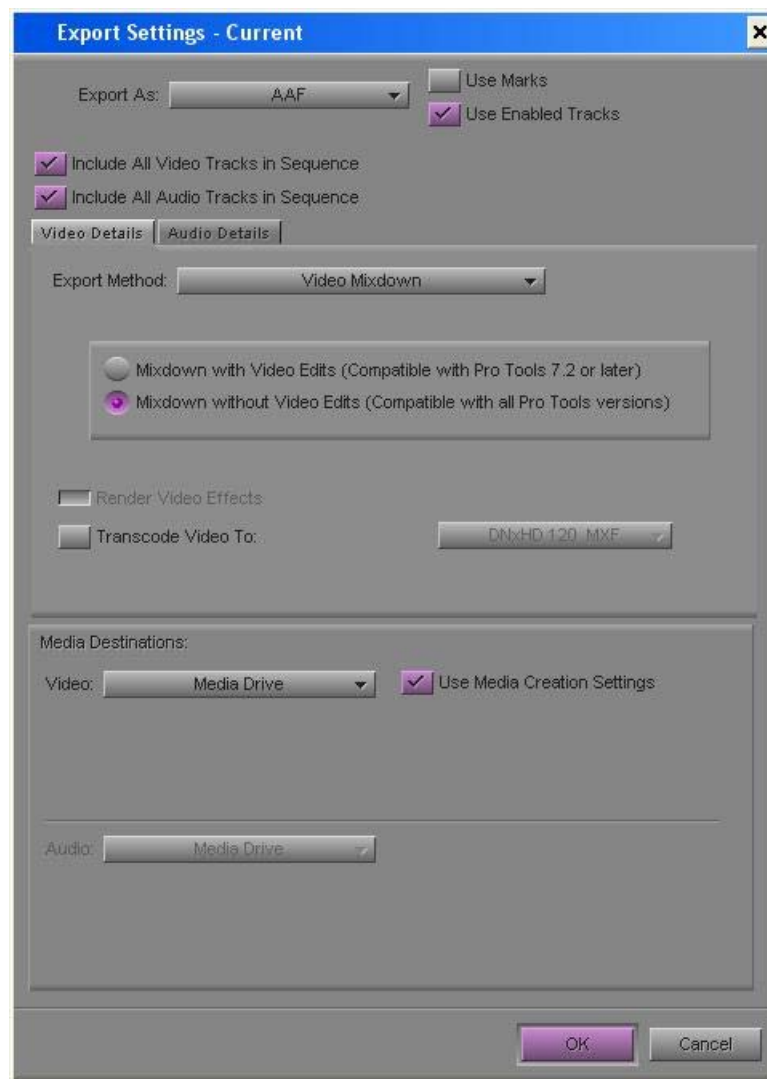 Export Settings - Current
Export As: AAF
Use Marks
Use Enabled Tracks
Include All Video Tracks in Sequence
Include All Audio Tracks in Sequence
Video Details Audio Details
Export Method: Video Mixdown
Mixdown with Video Edits (Compatible with Pro Tools 7.2 or later)
Mixdown without Video Edits (Compatible with all Pro Tools versions)
Render Video Effects
Transcode Video To: DNxHD 120 MXF
Media Destinations:
Video: Media Drive Use Media Creation Settings
Audio: Media Drive
OK Cancel